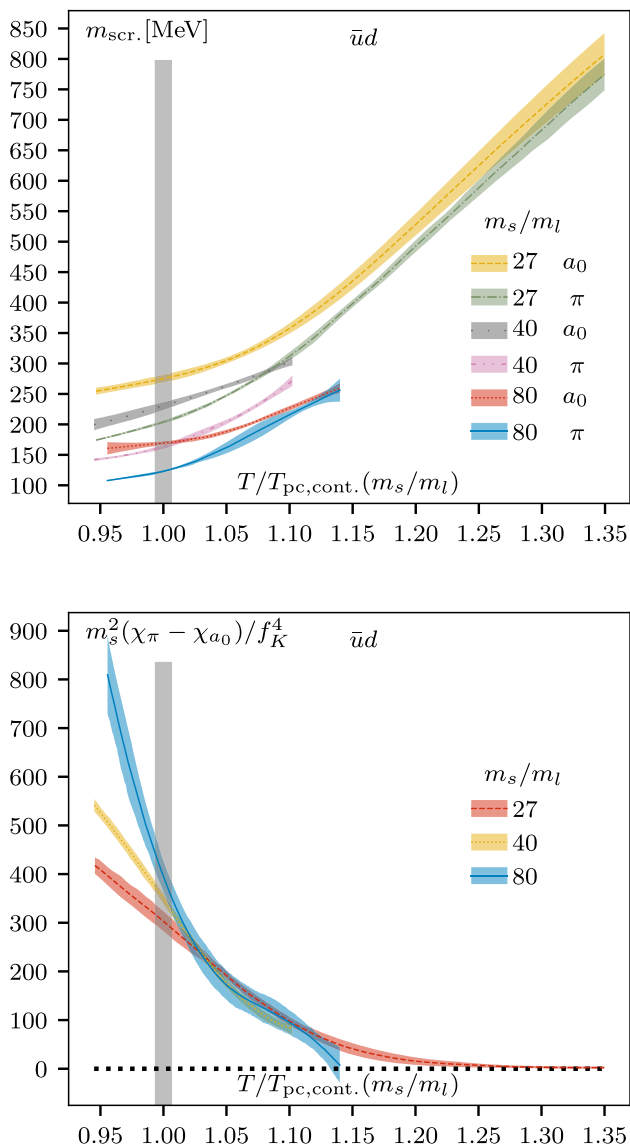 m_scr. [MeV]
ūd
850
800
750
700
650
600
550
500
450
400
350
300
250
200
150
100
m_s/m_l
27 a_0
27 π
40 a_0
40 π
80 a_0
80 π
T/T_pc,cont.(m_s/m_l)
0.95 1.00 1.05 1.10 1.15 1.20 1.25 1.30 1.35
m_s^2(χ_π − χ_{a_0})/f_K^4
ūd
900
800
700
600
500
400
300
200
100
0
m_s/m_l
27
40
80
T/T_pc,cont.(m_s/m_l)
0.95 1.00 1.05 1.10 1.15 1.20 1.25 1.30 1.35